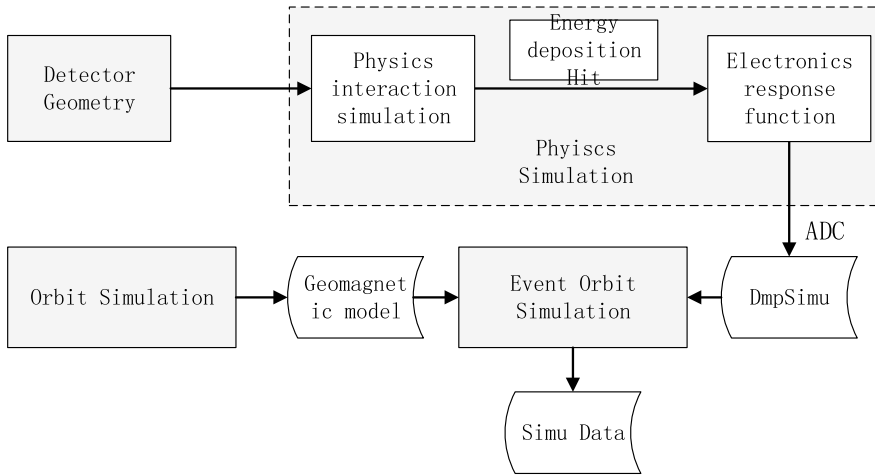 Detector
Geometry
Physics
interaction
simulation
Energy
deposition
Hit
Electronics
response
function
Phyiscs
Simulation
ADC
Orbit Simulation
Geomagnet
ic model
Event Orbit
Simulation
DmpSimu
Simu Data